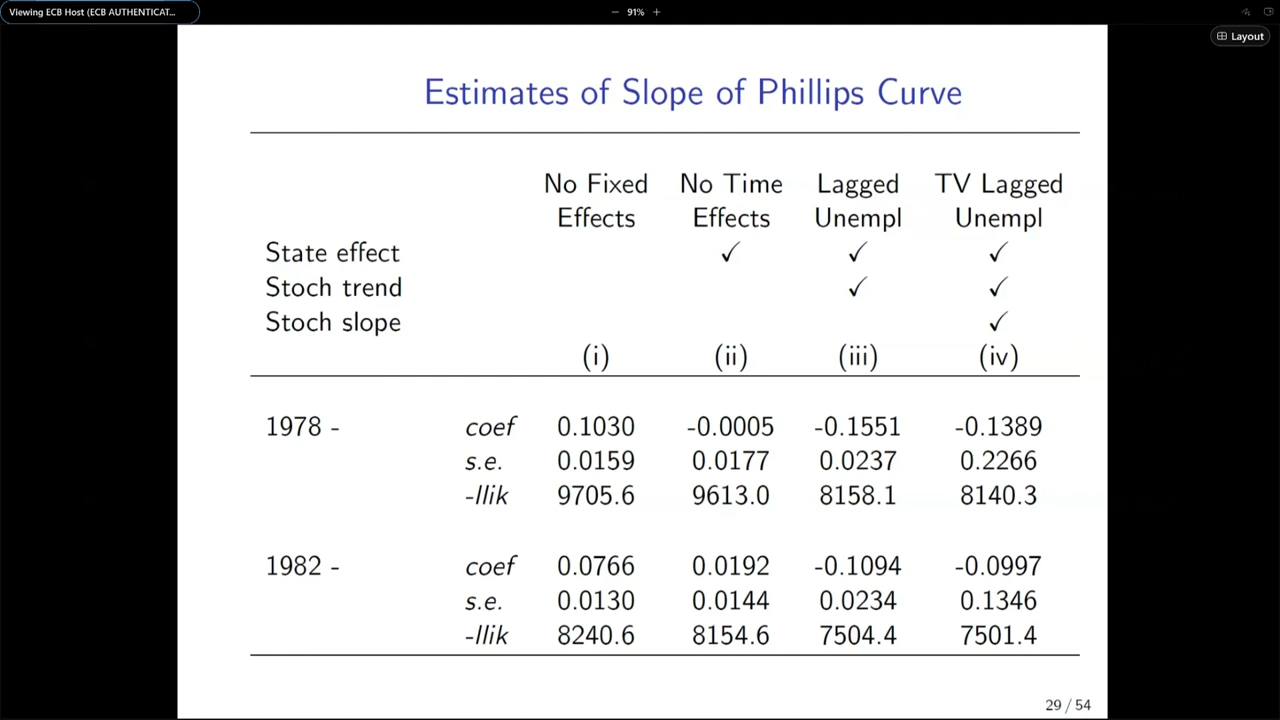 Viewing ECB Host (ECB AUTHENTICAT...
− 91% +
Layout
Estimates of Slope of Phillips Curve
No Fixed No Time Lagged TV Lagged
Effects Effects Unempl Unempl
State effect ✓ ✓ ✓
Stoch trend ✓ ✓
Stoch slope ✓
(i) (ii) (iii) (iv)
1978 - coef 0.1030 -0.0005 -0.1551 -0.1389
s.e. 0.0159 0.0177 0.0237 0.2266
-llik 9705.6 9613.0 8158.1 8140.3
1982 - coef 0.0766 0.0192 -0.1094 -0.0997
s.e. 0.0130 0.0144 0.0234 0.1346
-llik 8240.6 8154.6 7504.4 7501.4
29 / 54